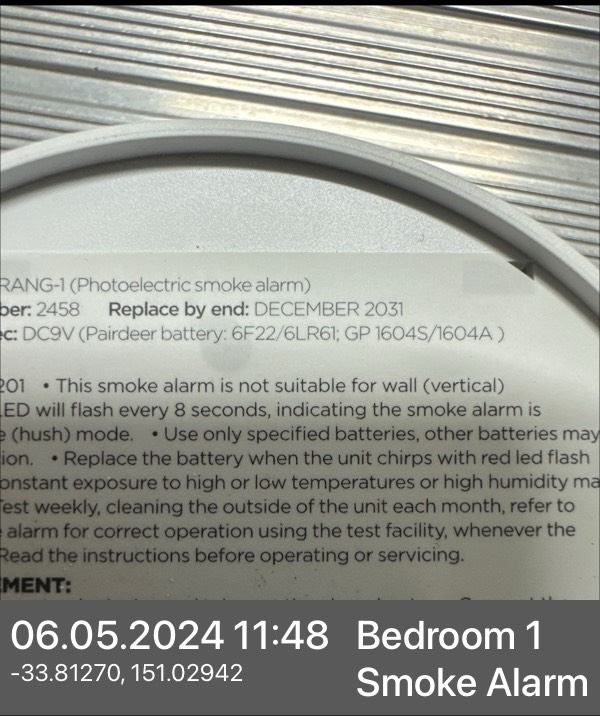 RANG-1 (Photoelectric smoke alarm)
ber: 2458 Replace by end: DECEMBER 2031
ec: DC9V (Pairdeer battery: 6F22/6LR61; GP 1604S/1604A )
201 • This smoke alarm is not suitable for wall (vertical)
LED will flash every 8 seconds, indicating the smoke alarm is
e (hush) mode. • Use only specified batteries, other batteries may
ion. • Replace the battery when the unit chirps with red led flash
onstant exposure to high or low temperatures or high humidity ma
Test weekly, cleaning the outside of the unit each month, refer to
alarm for correct operation using the test facility, whenever the
Read the instructions before operating or servicing.
EMENT:
06.05.2024 11:48
-33.81270, 151.02942
Bedroom 1
Smoke Alarm